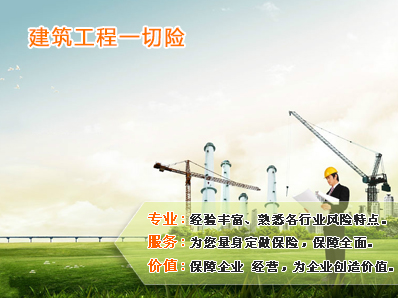 建筑工程一切险
专业：经验丰富、熟悉各行业风险特点。
服务：为您量身定做保险，保障全面。
价值：保障企业 经营，为企业创造价值。